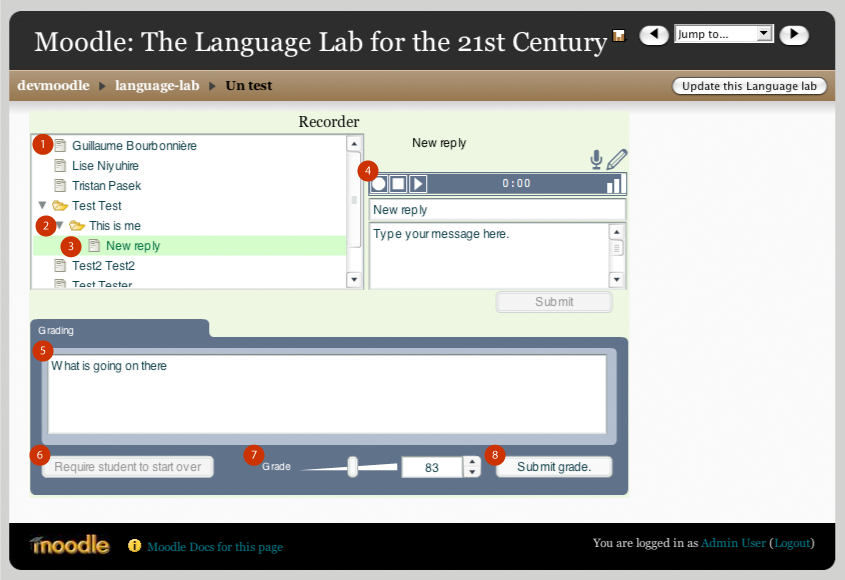 Moodle: The Language Lab for the 21st Century
Jump to...
devmoodle language-lab Un test
Update this Language lab
Recorder
1 Guillaume Bourbonnière
Lise Niyuhire
Tristan Pasek
Test Test
2 This is me
3 New reply
Test2 Test2
Test Tester
New reply
4
0:00
New reply
Type your message here.
Submit
Grading
5
What is going on there
6 Require student to start over
7 Grade 83
8 Submit grade.
moodle
i Moodle Docs for this page
You are logged in as Admin User (Logout)